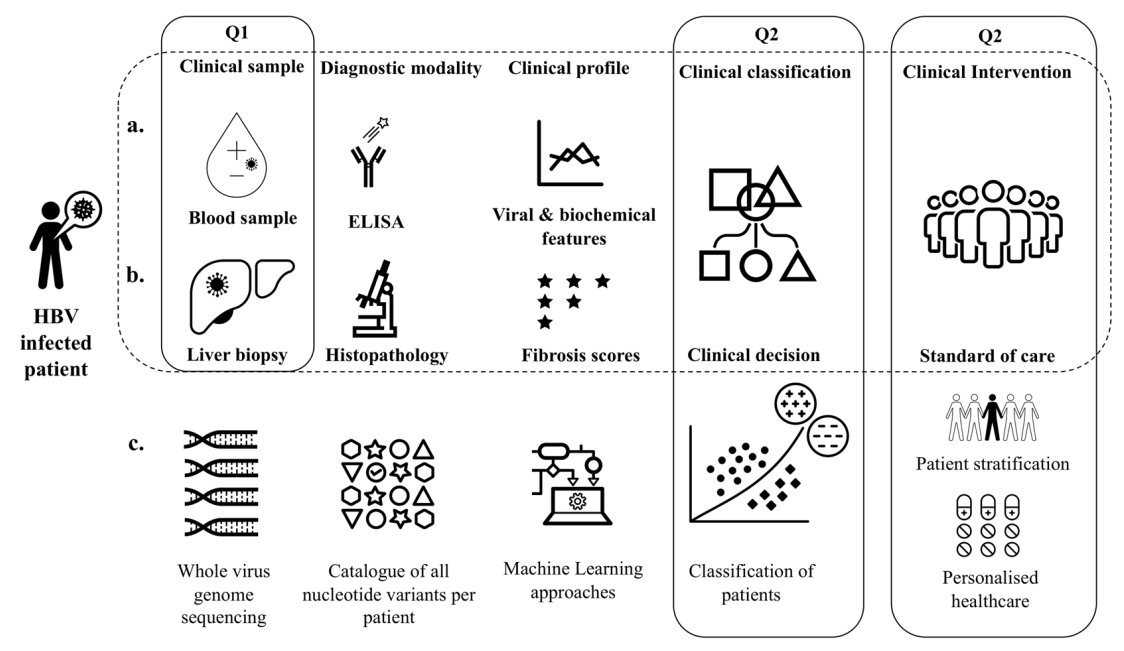 Q1
Q2
Q2
Clinical sample
Diagnostic modality
Clinical profile
Clinical classification
Clinical Intervention
a.
Blood sample
ELISA
Viral & biochemical
features
b.
HBV
infected
patient
Liver biopsy
Histopathology
Fibrosis scores
Clinical decision
Standard of care
c.
Whole virus
genome
sequencing
Catalogue of all
nucleotide variants per
patient
Machine Learning
approaches
Classification of
patients
Patient stratification
Personalised
healthcare